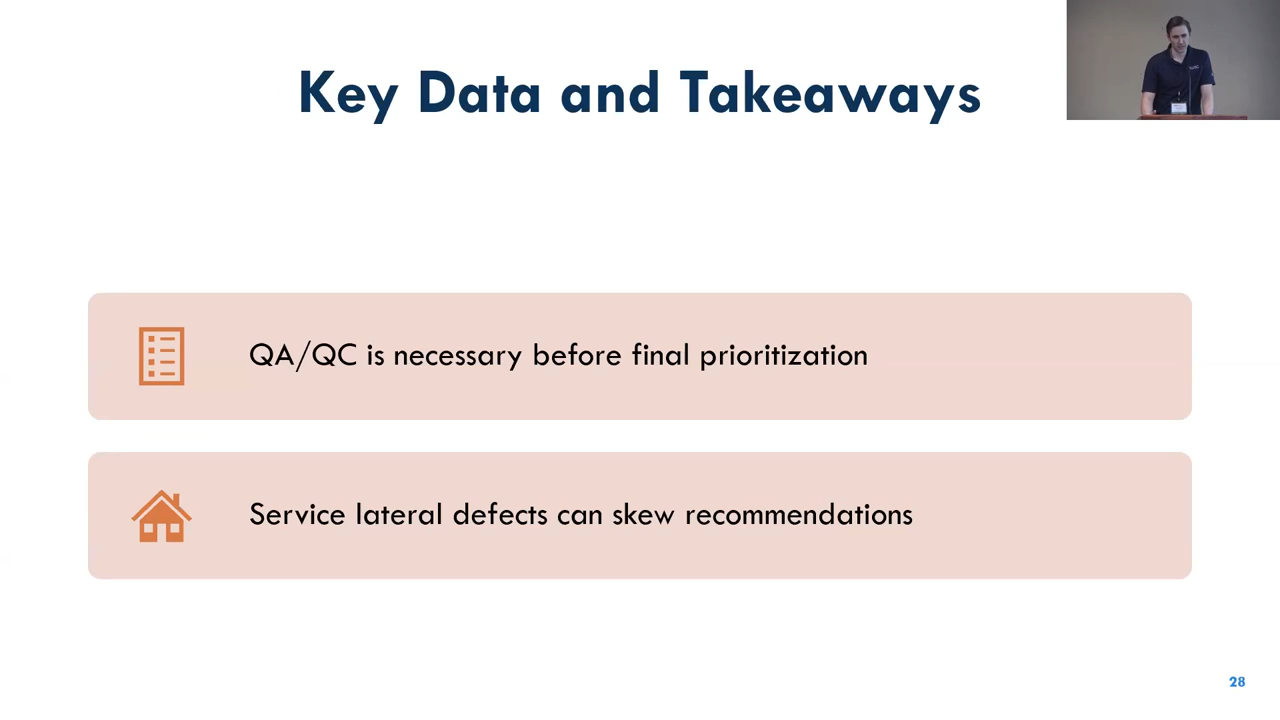 Key Data and Takeaways
QA/QC is necessary before final prioritization
Service lateral defects can skew recommendations
28